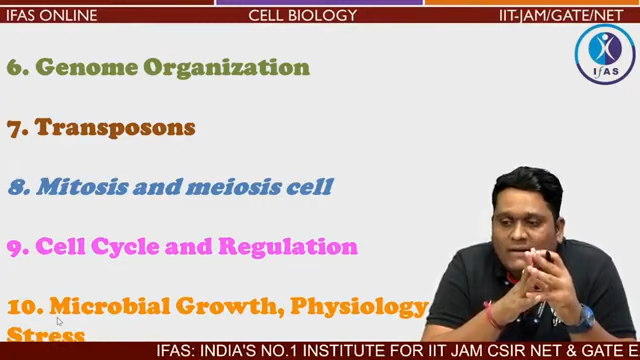 IFAS ONLINE
CELL BIOLOGY
IIT-JAM/GATE/NET
IFAS
6. Genome Organization
7. Transposons
8. Mitosis and meiosis cell
9. Cell Cycle and Regulation
10. Microbial Growth, Physiology
Stress
IFAS: INDIA'S NO.1 INSTITUTE FOR IIT JAM CSIR NET & GATE E